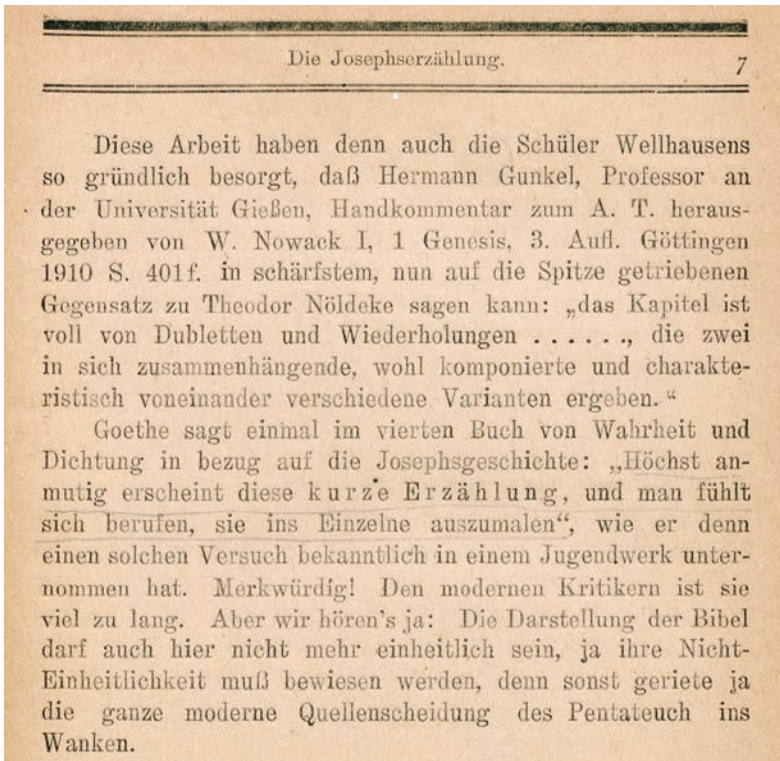 Die Josephserzählung.
7
Diese Arbeit haben denn auch die Schüler Wellhausens
so gründlich besorgt, daß Hermann Gunkel, Professor an
der Universität Gießen, Handkommentar zum A. T. heraus-
gegeben von W. Nowack I, 1 Genesis, 3. Aufl. Göttingen
1910 S. 401f. in schärfstem, nun auf die Spitze getriebenen
Gegensatz zu Theodor Nöldeke sagen kann: „das Kapitel ist
voll von Dubletten und Wiederholungen . . . . . ., die zwei
in sich zusammenhängende, wohl komponierte und charakte-
ristisch voneinander verschiedene Varianten ergeben.“
Goethe sagt einmal im vierten Buch von Wahrheit und
Dichtung in bezug auf die Josephsgeschichte: „Höchst an-
mutig erscheint diese kurze Erzählung, und man fühlt
sich berufen, sie ins Einzelne auszumalen“, wie er denn
einen solchen Versuch bekanntlich in einem Jugendwerk unter-
nommen hat. Merkwürdig! Den modernen Kritikern ist sie
viel zu lang. Aber wir hören's ja: Die Darstellung der Bibel
darf auch hier nicht mehr einheitlich sein, ja ihre Nicht-
Einheitlichkeit muß bewiesen werden, denn sonst geriete ja
die ganze moderne Quellenscheidung des Pentateuch ins
Wanken.